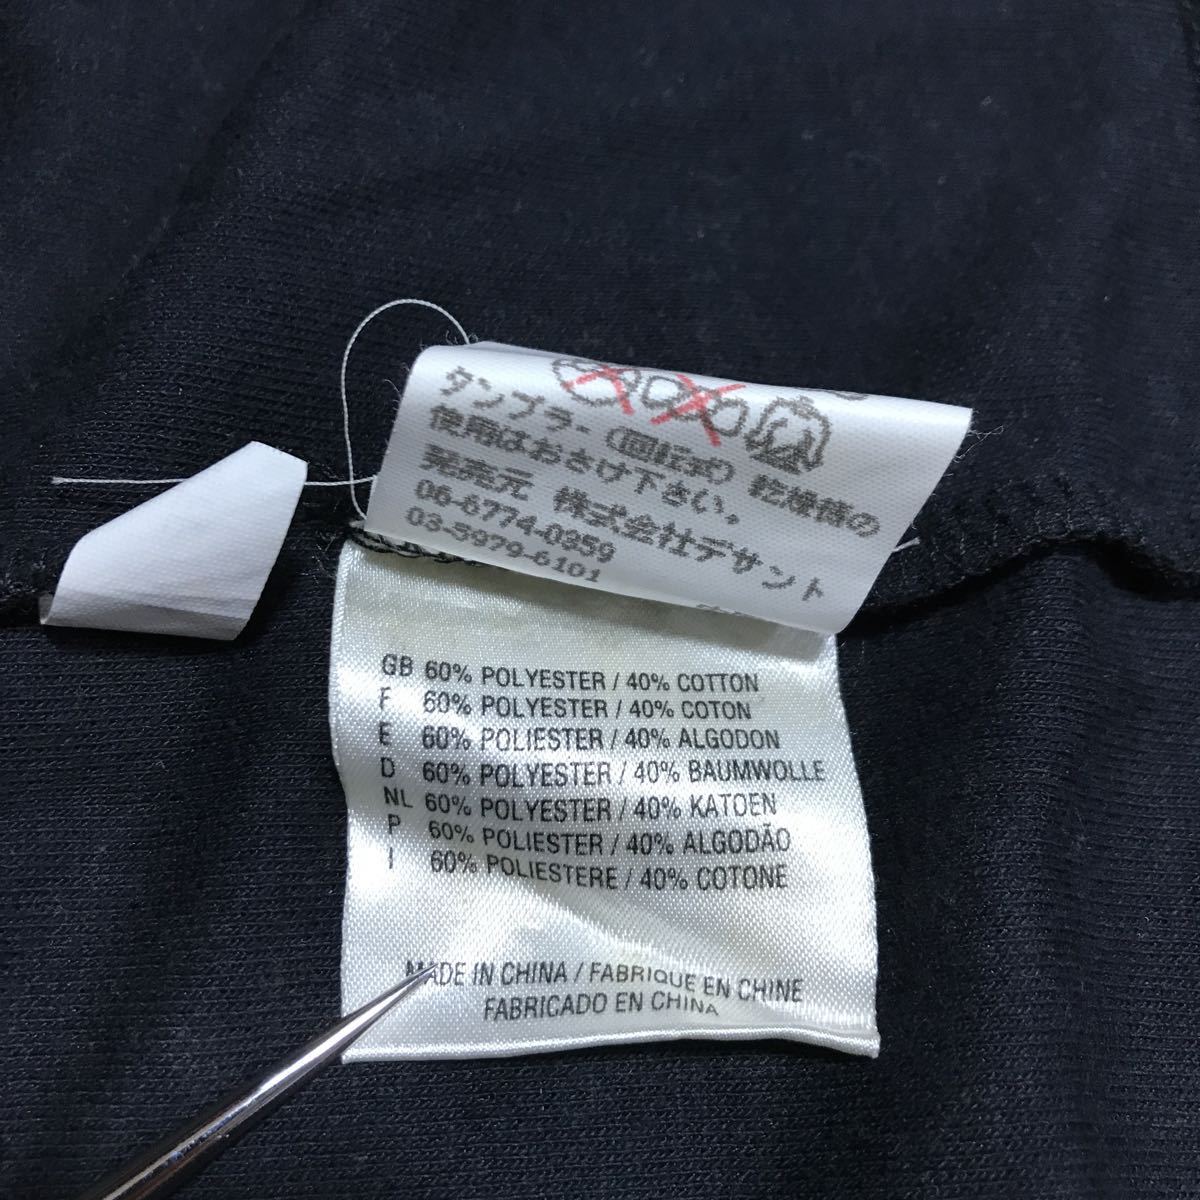 タンブラー(回転式)乾燥機の
使用はおさけ下さい。
発売元 株式会社デサント
06-6774-0959
03-5979-6101
GB 60% POLYESTER / 40% COTTON
F 60% POLYESTER / 40% COTON
E 60% POLIESTER / 40% ALGODON
D 60% POLYESTER / 40% BAUMWOLLE
NL 60% POLYESTER / 40% KATOEN
P 60% POLIESTER / 40% ALGODÃO
I 60% POLIESTERE / 40% COTONE
MADE IN CHINA / FABRIQUE EN CHINE
FABRICADO EN CHINA